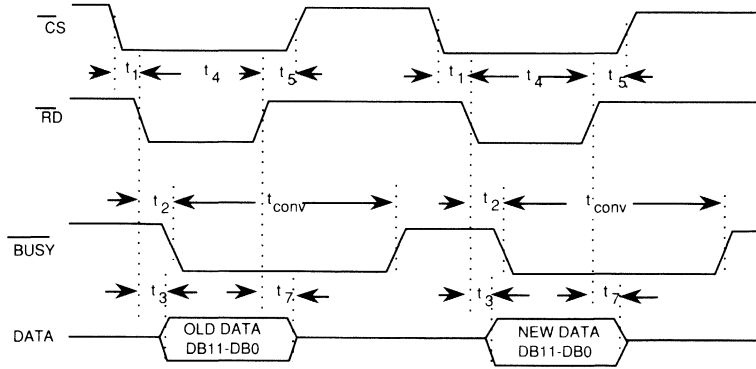 CS
t1 t4 t5 t1 t4 t5
RD
t2 tconv t2 tconv
BUSY
t3 t7 t3 t7
DATA
OLD DATA
DB11-DB0
NEW DATA
DB11-DB0